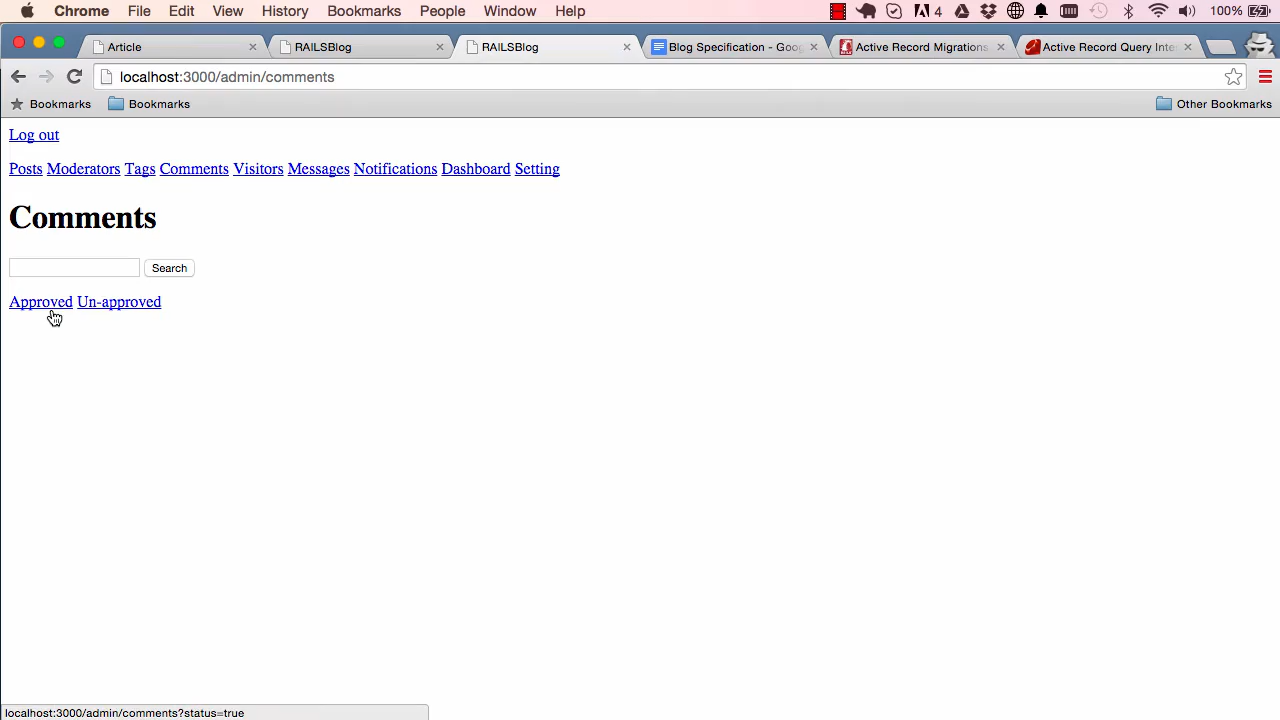 Chrome File Edit View History Bookmarks People Window Help 4 100%
Article RAILSBlog RAILSBlog Blog Specification - Goog Active Record Migrations Active Record Query Inte
localhost:3000/admin/comments
Bookmarks Bookmarks Other Bookmarks
Log out
Posts Moderators Tags Comments Visitors Messages Notifications Dashboard Setting
Comments
Search
Approved Un-approved
localhost:3000/admin/comments?status=true